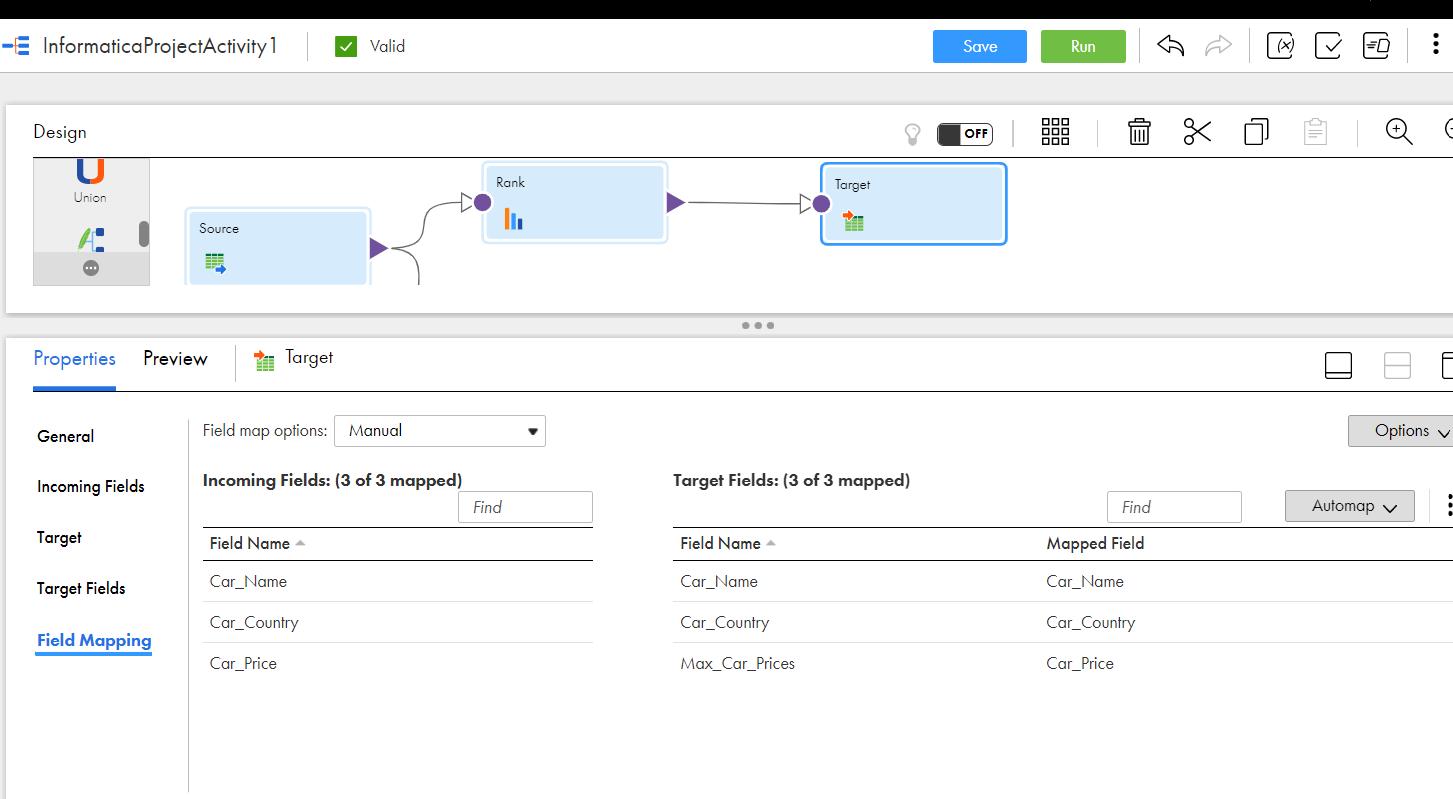 InformaticaProjectActivity1 Valid Save Run
Design OFF
Union
Source
Rank
Target
Properties Preview Target
General
Incoming Fields
Target
Target Fields
Field Mapping
Field map options: Manual Options
Incoming Fields: (3 of 3 mapped)
Find
Field Name
Car_Name
Car_Country
Car_Price
Target Fields: (3 of 3 mapped)
Find Automap
Field Name Mapped Field
Car_Name Car_Name
Car_Country Car_Country
Max_Car_Prices Car_Price